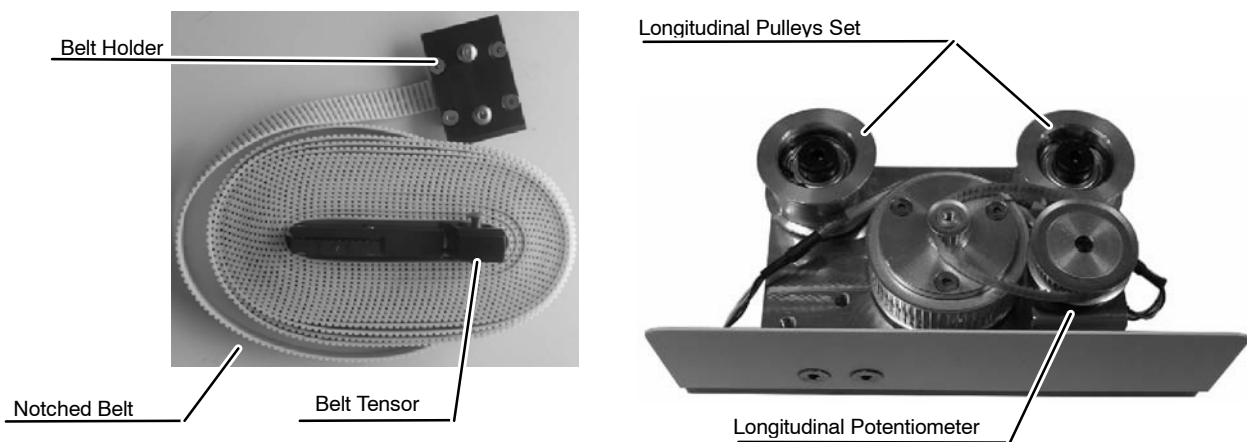 Belt Holder
Notched Belt
Belt Tensor
Longitudinal Pulleys Set
Longitudinal Potentiometer